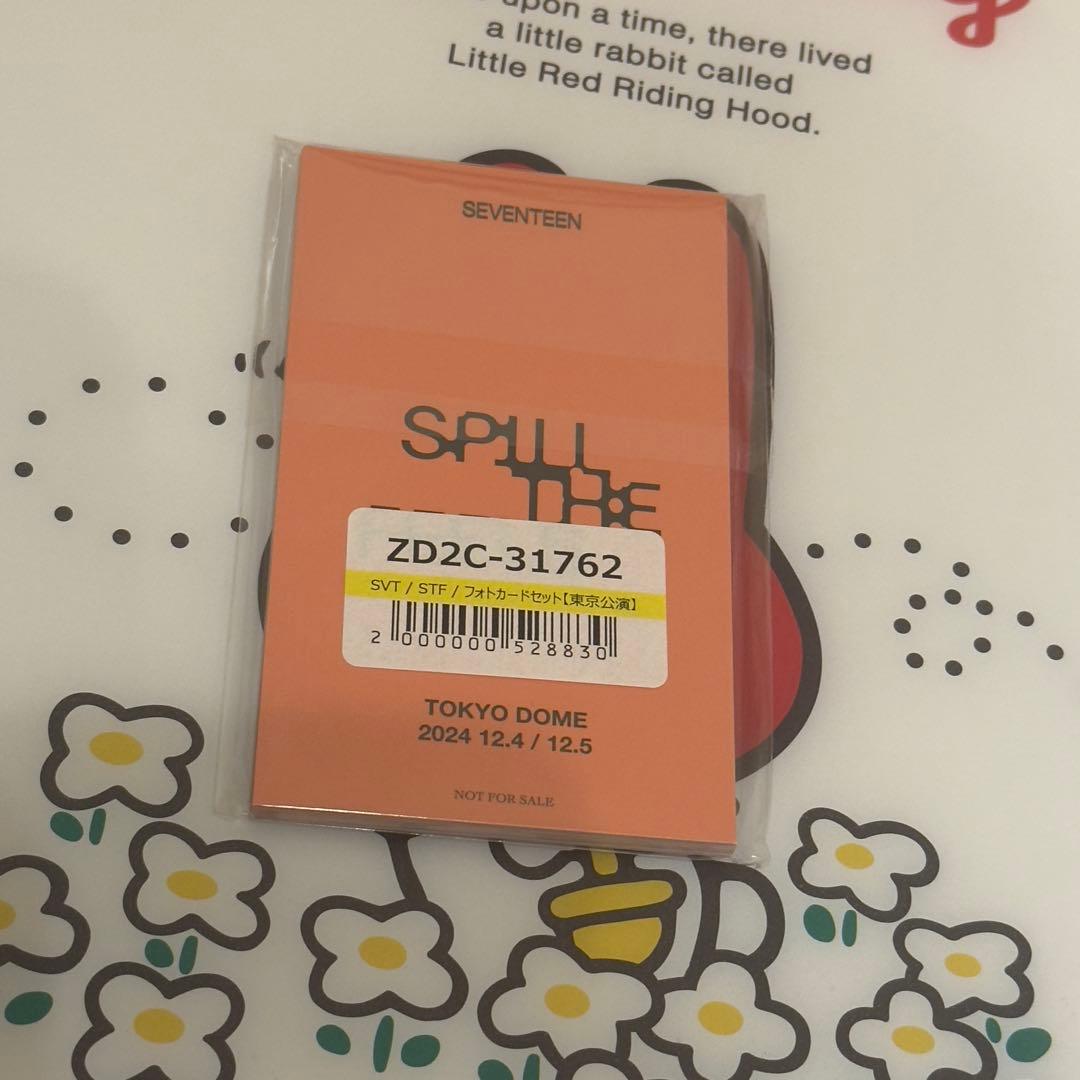 upon a time, there lived
a little rabbit called
Little Red Riding Hood.
SEVENTEEN
SPILL
THE
ZD2C-31762
SVT / STF / フォトカードセット【東京公演】
2 000000 528830
TOKYO DOME
2024 12.4 / 12.5
NOT FOR SALE